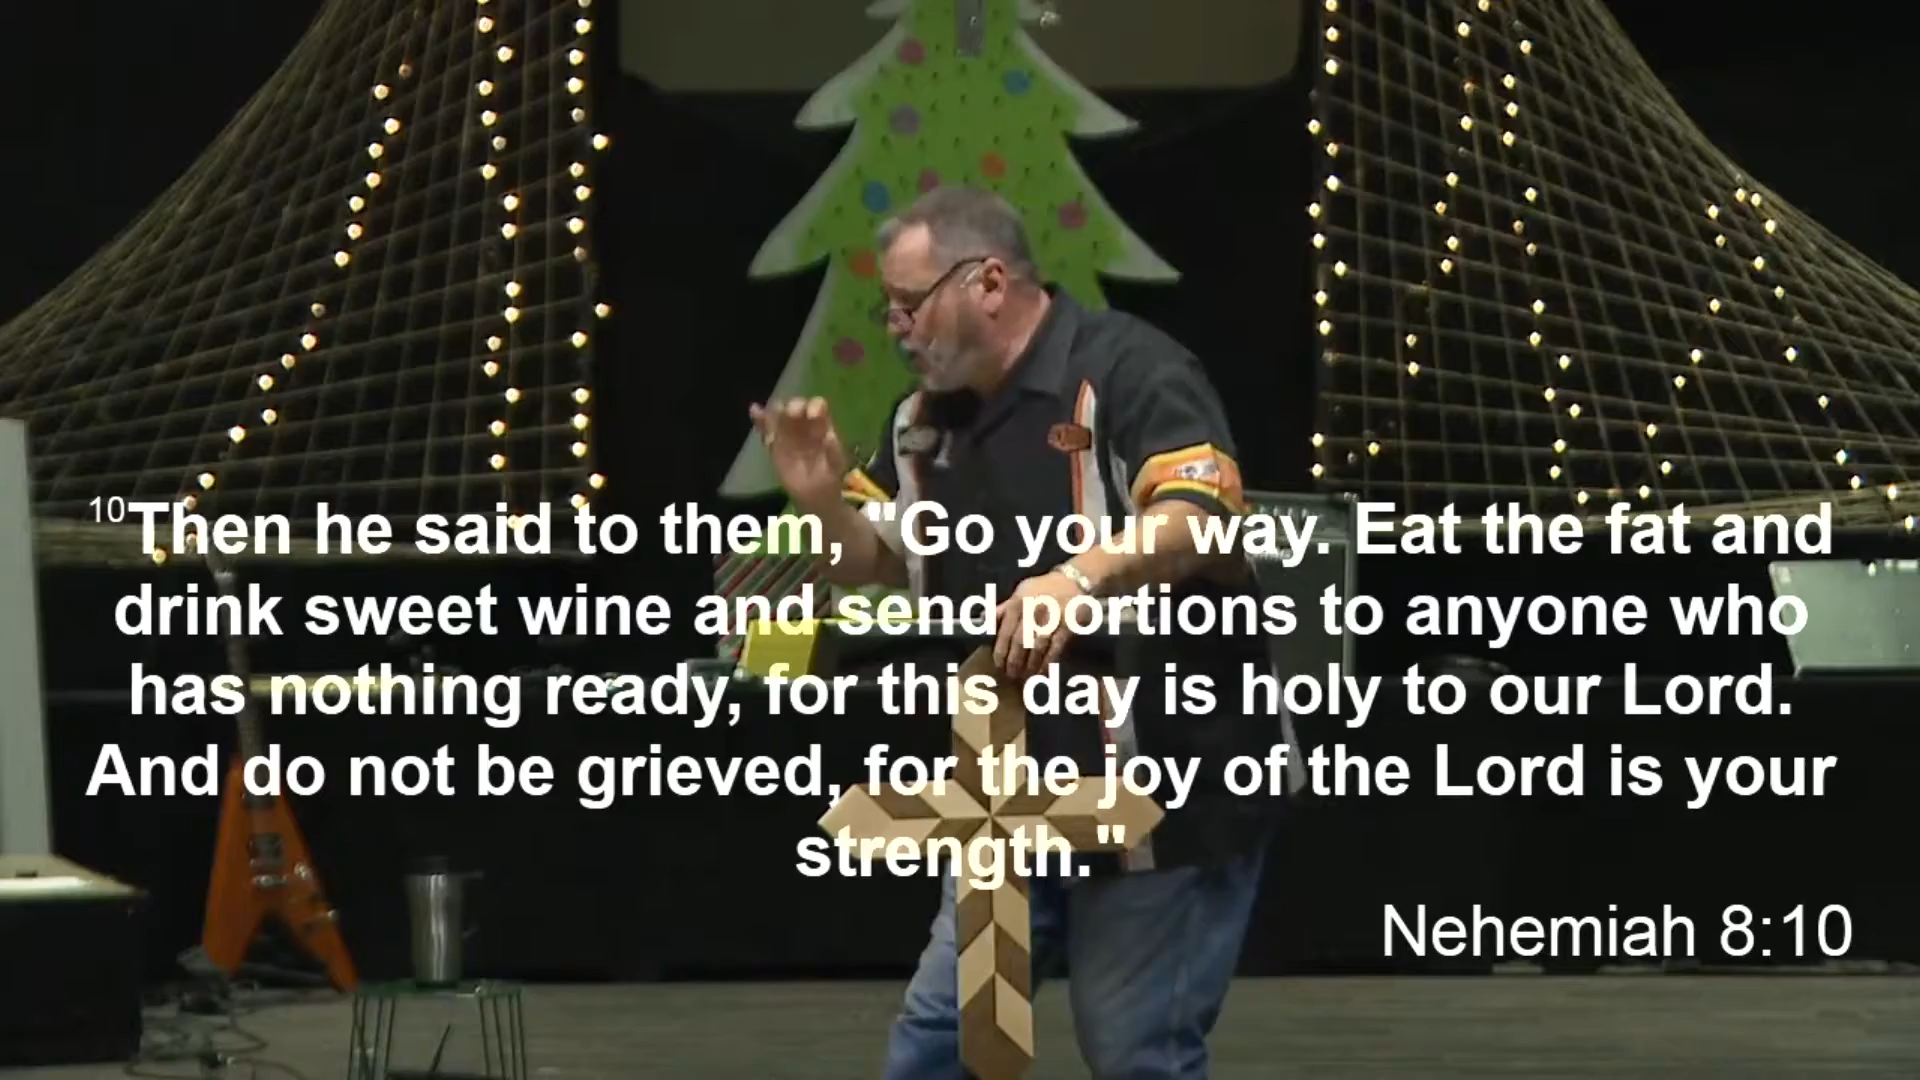 10Then he said to them, "Go your way. Eat the fat and
drink sweet wine and send portions to anyone who
has nothing ready, for this day is holy to our Lord.
And do not be grieved, for the joy of the Lord is your
strength."
Nehemiah 8:10